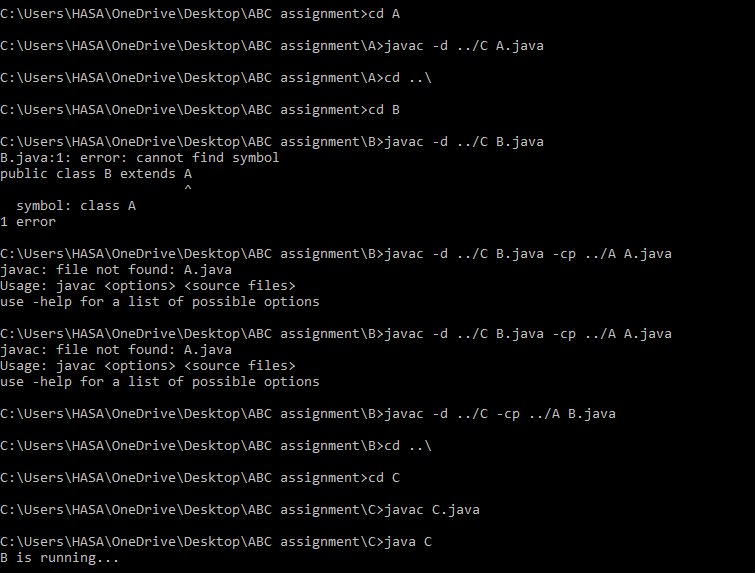 C:\Users\HASA\OneDrive\Desktop\ABC assignment>cd A
C:\Users\HASA\OneDrive\Desktop\ABC assignment\A>javac -d ../C A.java
C:\Users\HASA\OneDrive\Desktop\ABC assignment\A>cd ..\
C:\Users\HASA\OneDrive\Desktop\ABC assignment>cd B
C:\Users\HASA\OneDrive\Desktop\ABC assignment\B>javac -d ../C B.java
B.java:1: error: cannot find symbol
public class B extends A
^
symbol: class A
1 error
C:\Users\HASA\OneDrive\Desktop\ABC assignment\B>javac -d ../C B.java -cp ../A A.java
javac: file not found: A.java
Usage: javac <options> <source files>
use -help for a list of possible options
C:\Users\HASA\OneDrive\Desktop\ABC assignment\B>javac -d ../C B.java -cp ../A A.java
javac: file not found: A.java
Usage: javac <options> <source files>
use -help for a list of possible options
C:\Users\HASA\OneDrive\Desktop\ABC assignment\B>javac -d ../C -cp ../A B.java
C:\Users\HASA\OneDrive\Desktop\ABC assignment\B>cd ..\
C:\Users\HASA\OneDrive\Desktop\ABC assignment>cd C
C:\Users\HASA\OneDrive\Desktop\ABC assignment\C>javac C.java
C:\Users\HASA\OneDrive\Desktop\ABC assignment\C>java C
B is running...